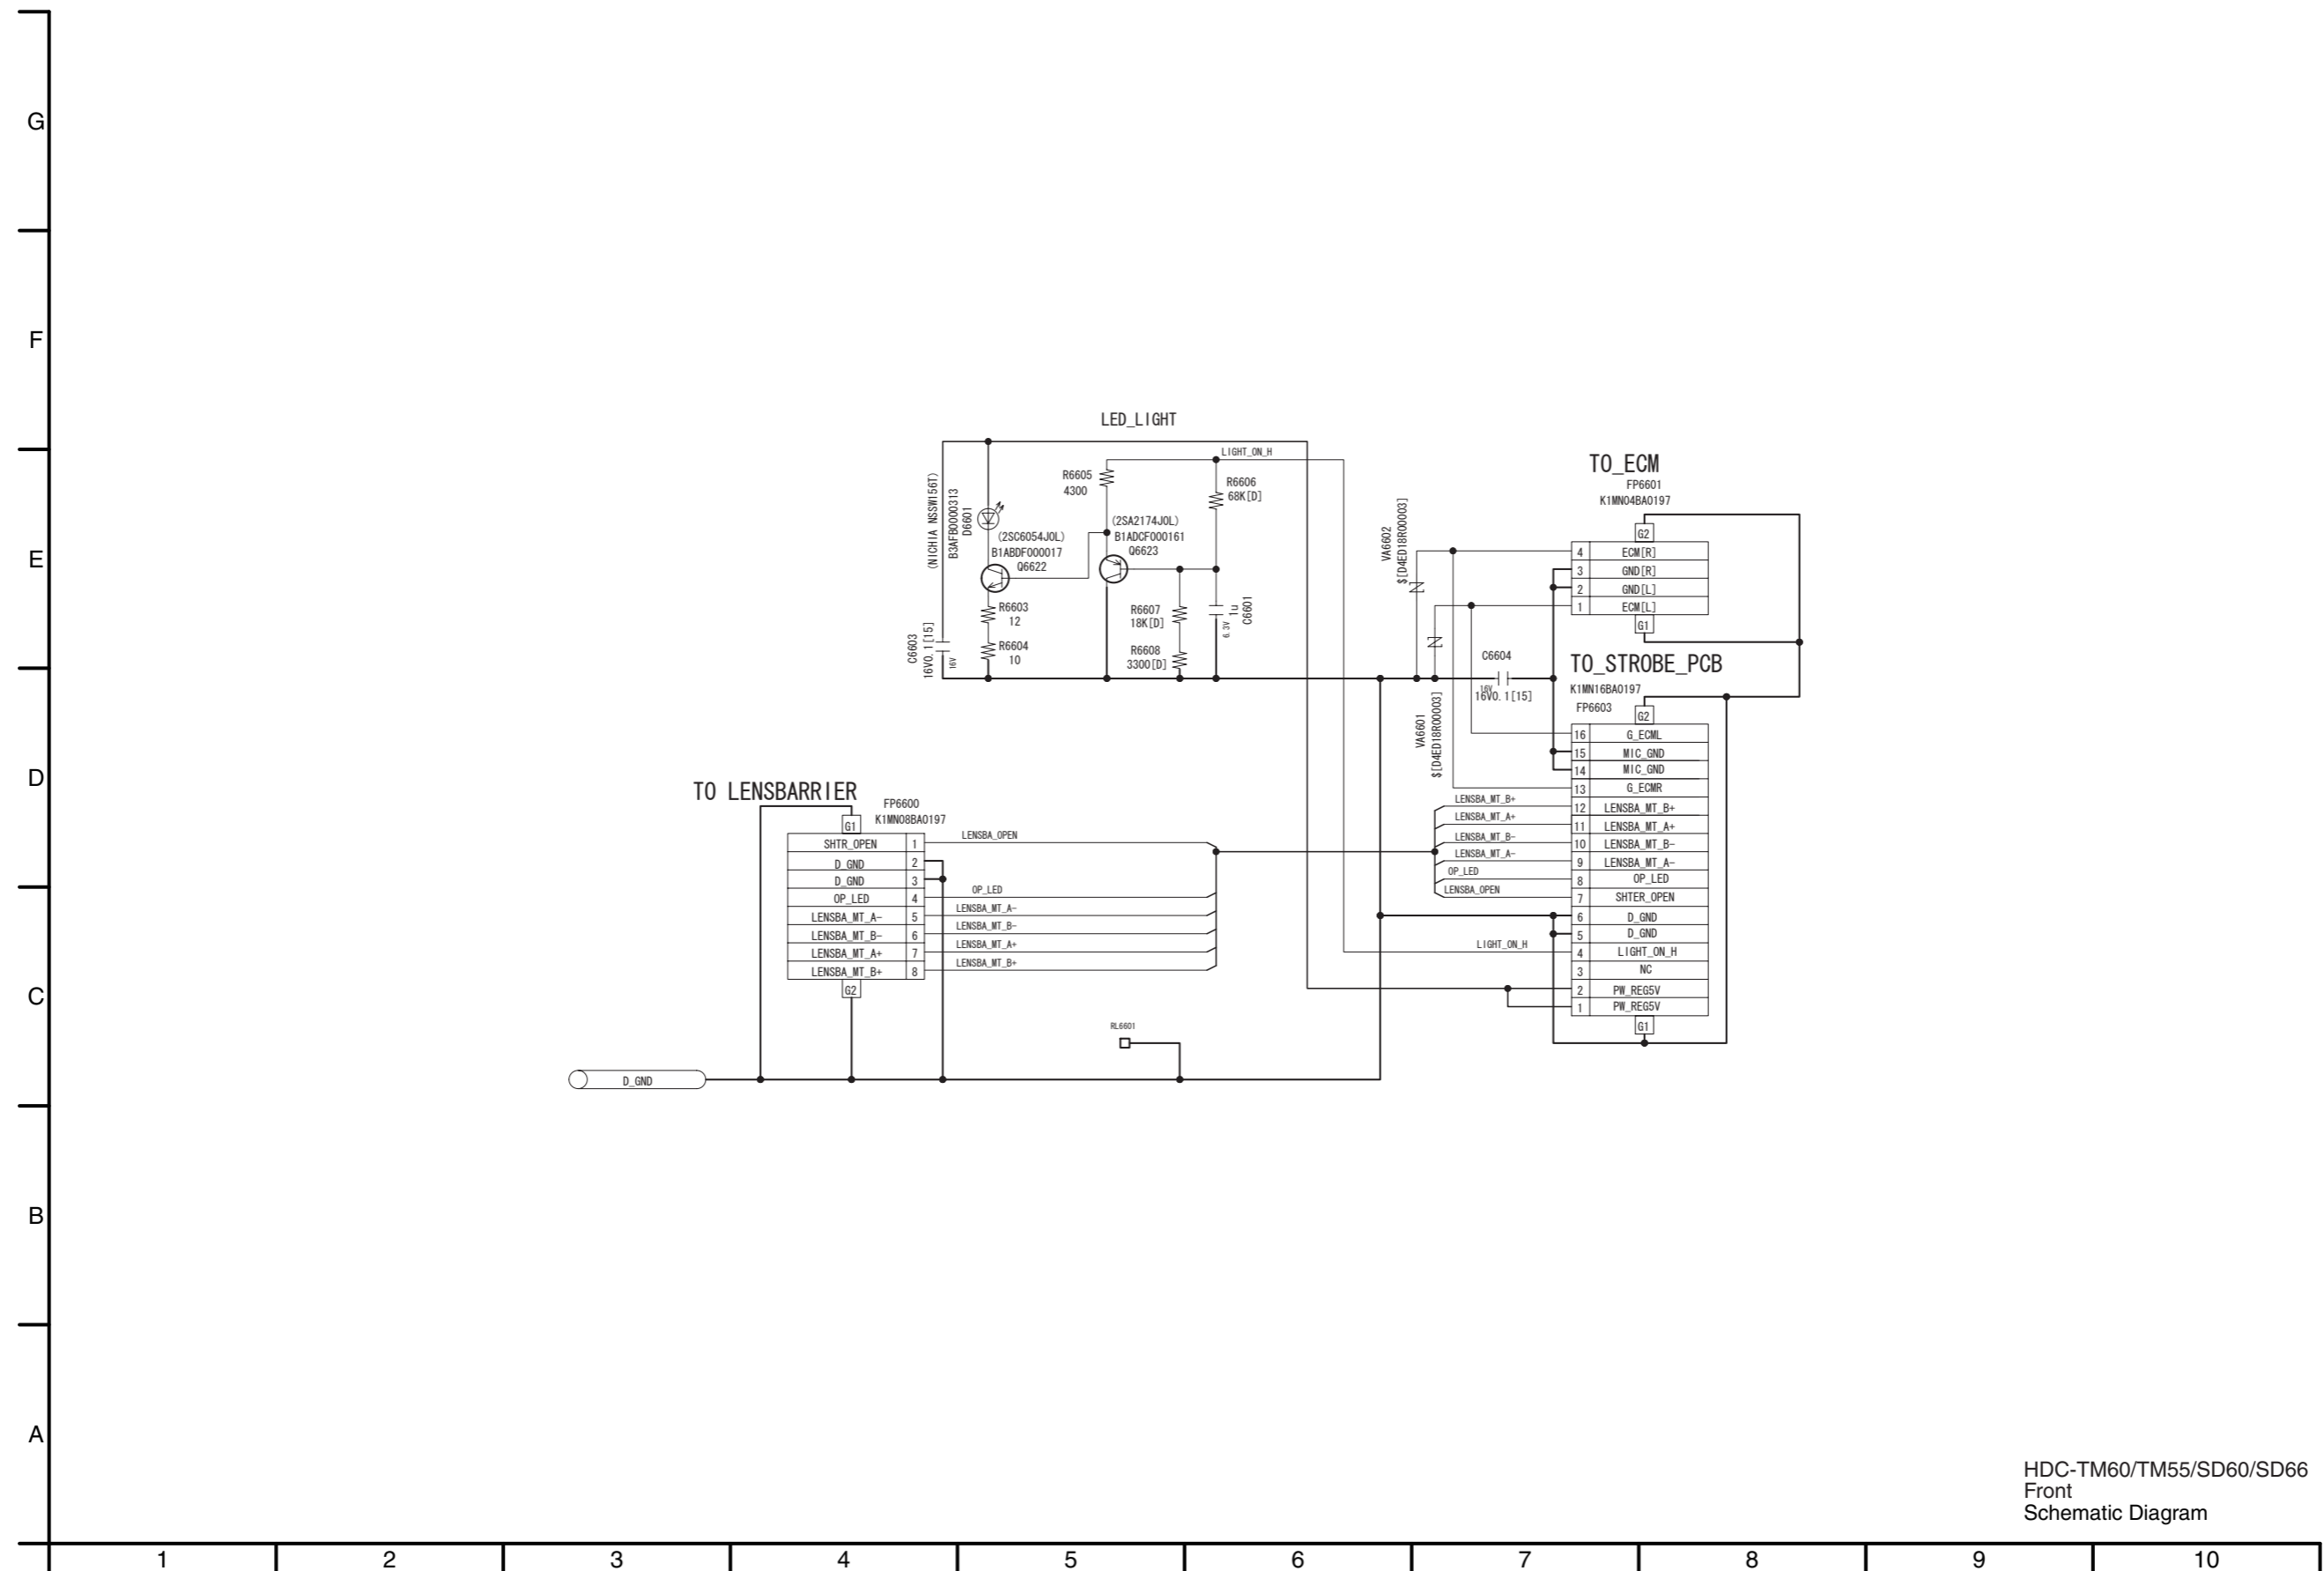 G
F
E
D
C
B
A
LED_LIGHT
LIGHT_ON_H
R6605
4300
R6606
68K[D]
(NICHIA NSSW156T)
B3AFB0000313
D6601
(2SC6054J0L)
B1ABDF000017
Q6622
(2SA2174J0L)
B1ADCF000161
Q6623
R6603
12
R6604
10
R6607
18K[D]
R6608
3300[D]
6.3V
1u
C6601
C6603
16V0.1[15]
16V
VA6602
$[D4ED18R00003]
VA6601
$[D4ED18R00003]
C6604
16V
16V0.1[15]
TO_ECM
FP6601
K1MN04BA0197
G2
4 ECM[R]
3 GND[R]
2 GND[L]
1 ECM[L]
G1
TO_STROBE_PCB
K1MN16BA0197
FP6603
G2
16 G_ECML
15 MIC_GND
14 MIC_GND
13 G_ECMR
LENSBA_MT_B+ 12 LENSBA_MT_B+
LENSBA_MT_A+ 11 LENSBA_MT_A+
LENSBA_MT_B- 10 LENSBA_MT_B-
LENSBA_MT_A- 9 LENSBA_MT_A-
OP_LED 8 OP_LED
LENSBA_OPEN 7 SHTER_OPEN
6 D_GND
5 D_GND
LIGHT_ON_H 4 LIGHT_ON_H
3 NC
2 PW_REG5V
1 PW_REG5V
G1
TO LENSBARRIER
FP6600
K1MN08BA0197
G1
SHTR_OPEN 1 LENSBA_OPEN
D_GND 2
D_GND 3
OP_LED 4 OP_LED
LENSBA_MT_A- 5 LENSBA_MT_A-
LENSBA_MT_B- 6 LENSBA_MT_B-
LENSBA_MT_A+ 7 LENSBA_MT_A+
LENSBA_MT_B+ 8 LENSBA_MT_B+
G2
RL6601
D_GND
HDC-TM60/TM55/SD60/SD66
Front
Schematic Diagram
1 2 3 4 5 6 7 8 9 10